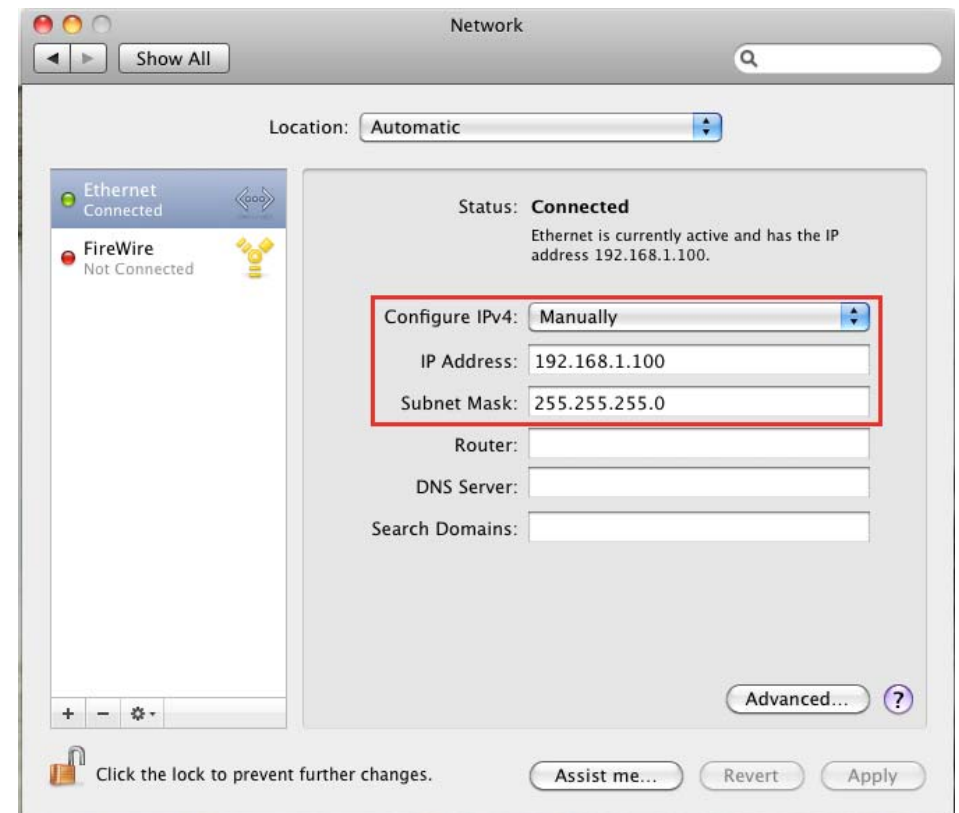 Network
Show All
Location: Automatic
Ethernet
Connected
FireWire
Not Connected
Status: Connected
Ethernet is currently active and has the IP
address 192.168.1.100.
Configure IPv4: Manually
IP Address: 192.168.1.100
Subnet Mask: 255.255.255.0
Router:
DNS Server:
Search Domains:
Advanced... ?
+ −
Click the lock to prevent further changes.
Assist me... Revert Apply